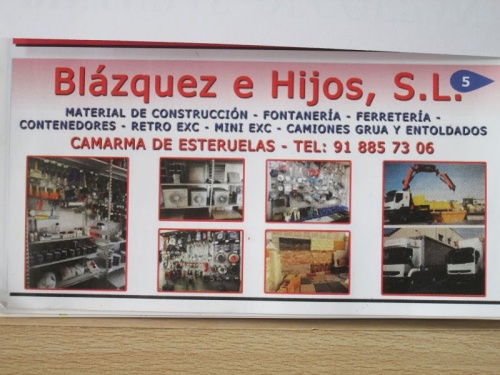 Blázquez e Hijos, S.L.
5
MATERIAL DE CONSTRUCCIÓN - FONTANERÍA - FERRETERÍA -
CONTENEDORES - RETRO EXC - MINI EXC - CAMIONES GRUA Y ENTOLDADOS
CAMARMA DE ESTERUELAS - TEL: 91 885 73 06